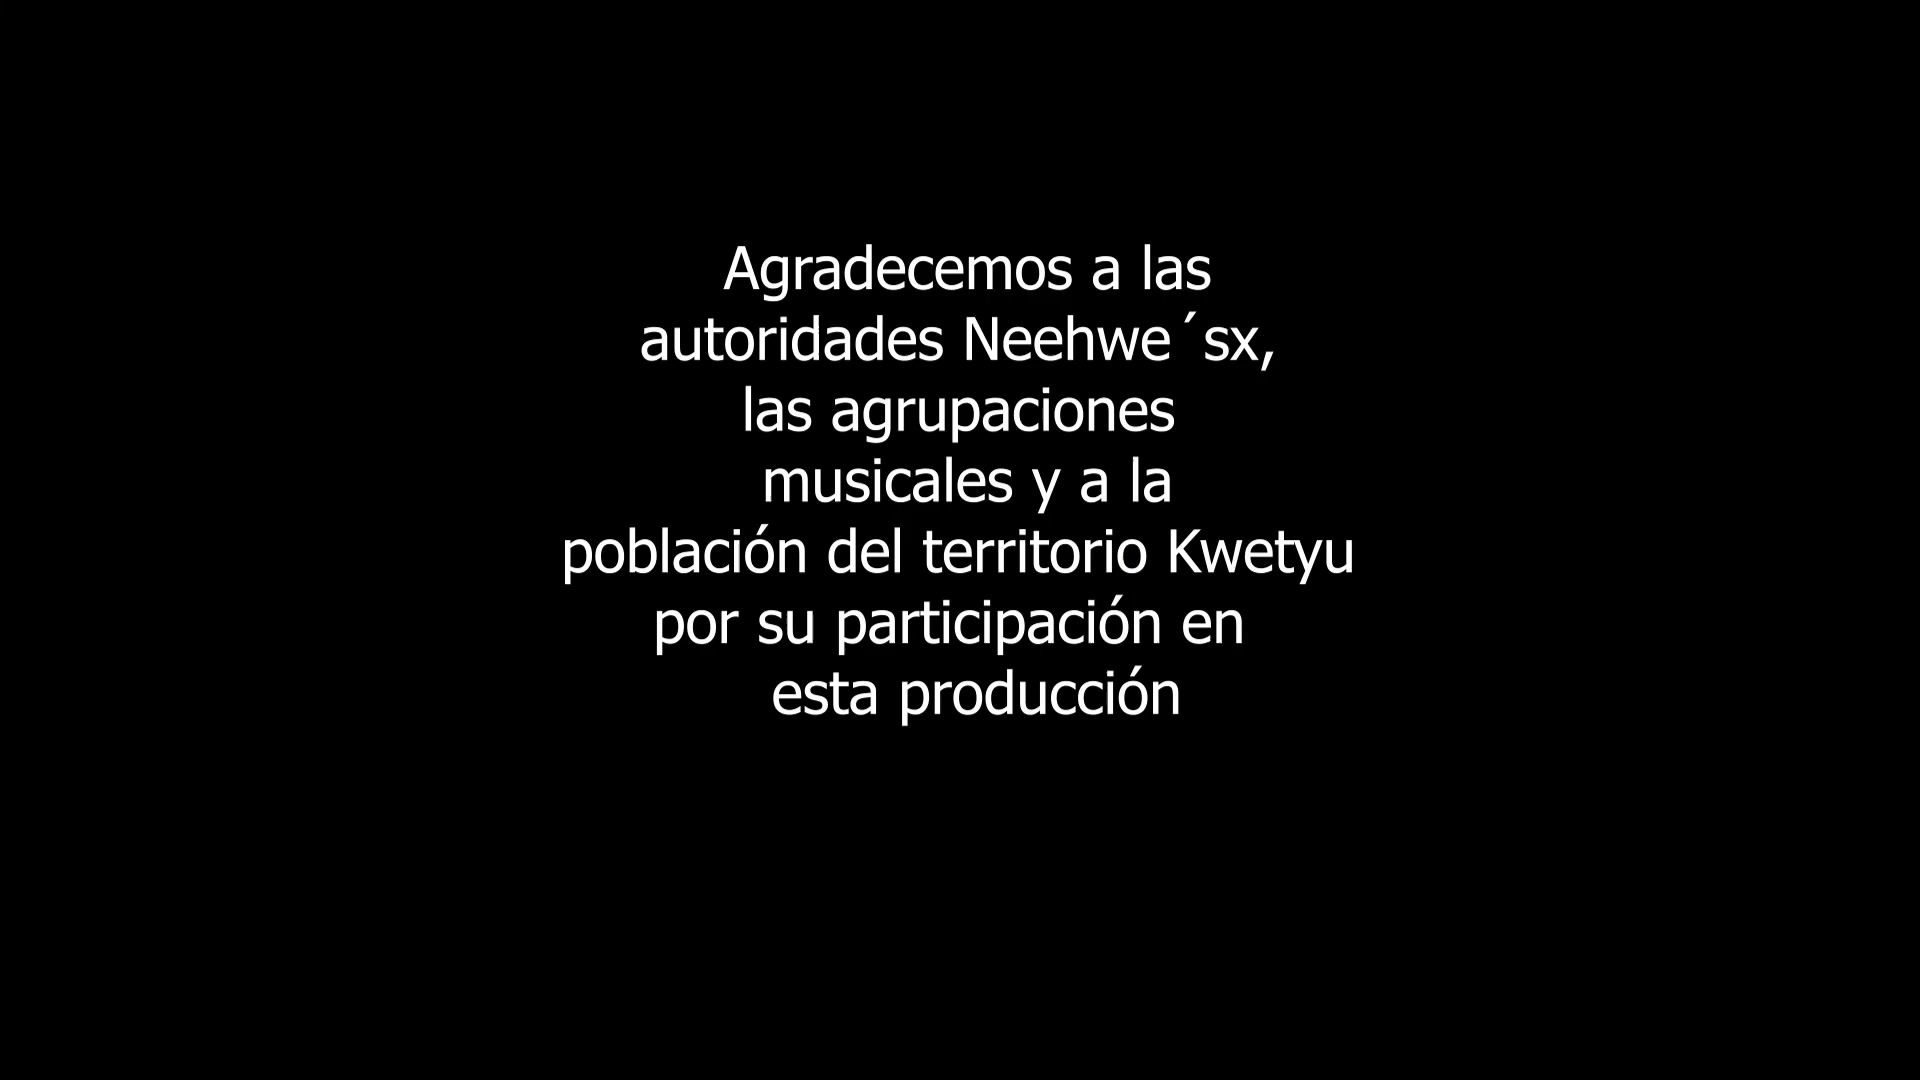 Agradecemos a las
autoridades Neehwe´sx,
las agrupaciones
musicales y a la
población del territorio Kwetyu
por su participación en
esta producción